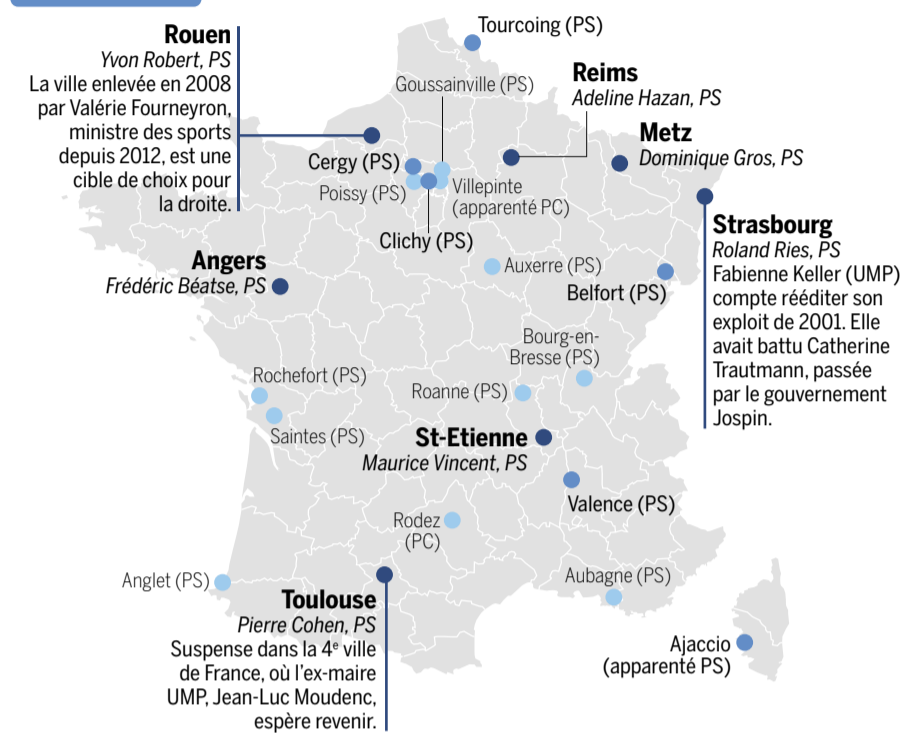 Tourcoing (PS)
Rouen
Yvon Robert, PS
La ville enlevée en 2008
par Valérie Fourneyron,
ministre des sports
depuis 2012, est une
cible de choix pour
la droite.
Goussainville (PS)
Reims
Adeline Hazan, PS
Metz
Dominique Gros, PS
Cergy (PS)
Poissy (PS)
Villepinte
(apparenté PC)
Clichy (PS)
Strasbourg
Roland Ries, PS
Fabienne Keller (UMP)
compte rééditer son
exploit de 2001. Elle
avait battu Catherine
Trautmann, passée
par le gouvernement
Jospin.
Angers
Frédéric Béatse, PS
Auxerre (PS)
Belfort (PS)
Bourg-en-
Bresse (PS)
Rochefort (PS)
Roanne (PS)
Saintes (PS)
St-Etienne
Maurice Vincent, PS
Valence (PS)
Rodez
(PC)
Anglet (PS)
Aubagne (PS)
Toulouse
Pierre Cohen, PS
Suspense dans la 4e ville
de France, où l'ex-maire
UMP, Jean-Luc Moudenc,
espère revenir.
Ajaccio
(apparenté PS)